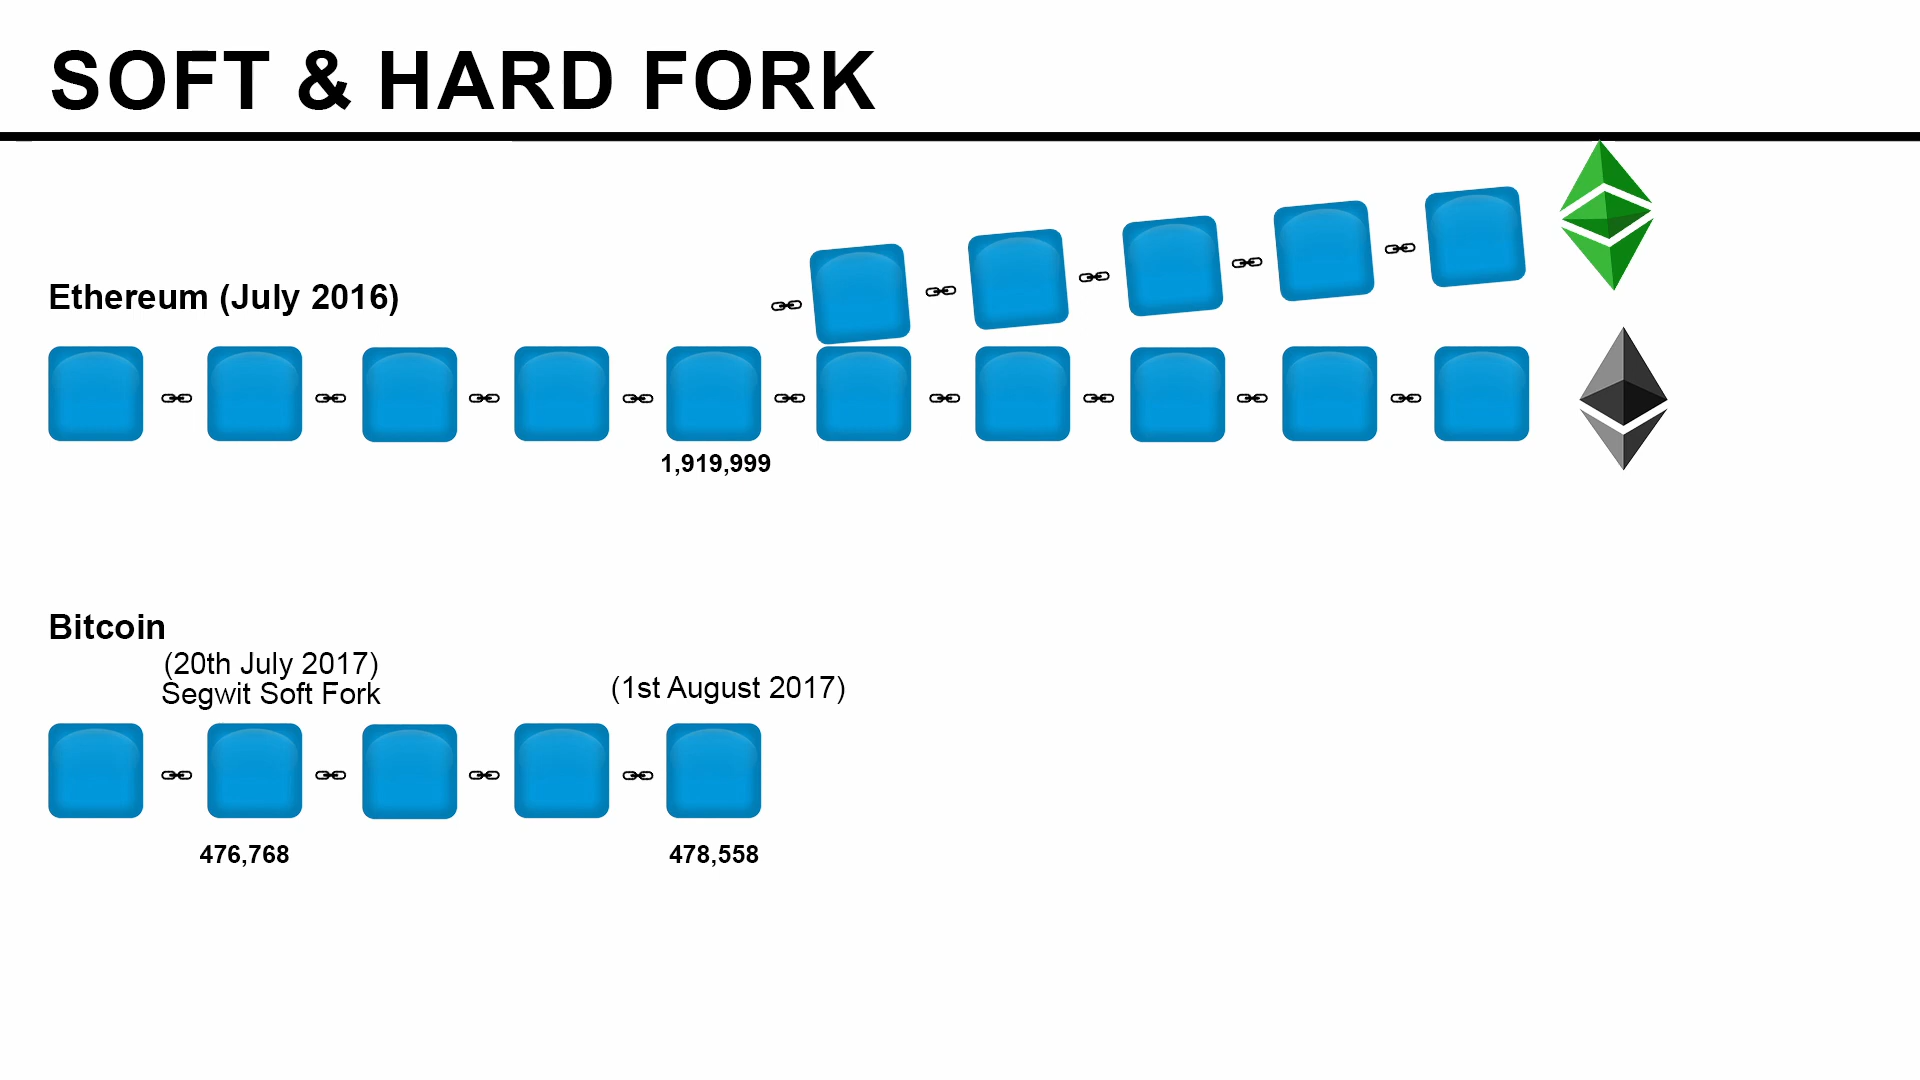 SOFT & HARD FORK
Ethereum (July 2016)
1,919,999
Bitcoin
(20th July 2017)
Segwit Soft Fork
(1st August 2017)
476,768
478,558